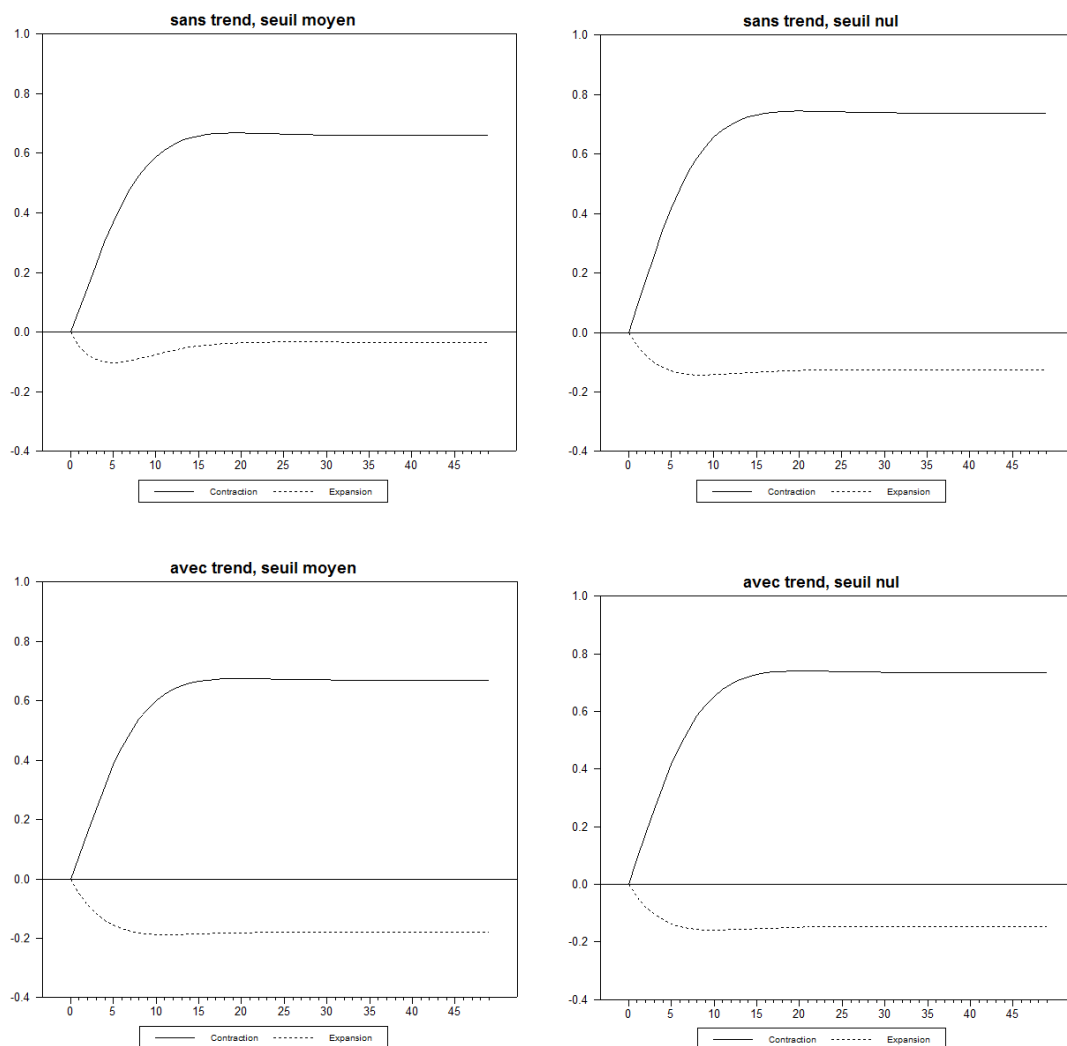 sans trend, seuil moyen
1.0
0.8
0.6
0.4
0.2
0.0
-0.2
-0.4
0 5 10 15 20 25 30 35 40 45
Contraction Expansion
sans trend, seuil nul
1.0
0.8
0.6
0.4
0.2
0.0
-0.2
-0.4
0 5 10 15 20 25 30 35 40 45
Contraction Expansion
avec trend, seuil moyen
1.0
0.8
0.6
0.4
0.2
0.0
-0.2
-0.4
0 5 10 15 20 25 30 35 40 45
Contraction Expansion
avec trend, seuil nul
1.0
0.8
0.6
0.4
0.2
0.0
-0.2
-0.4
0 5 10 15 20 25 30 35 40 45
Contraction Expansion